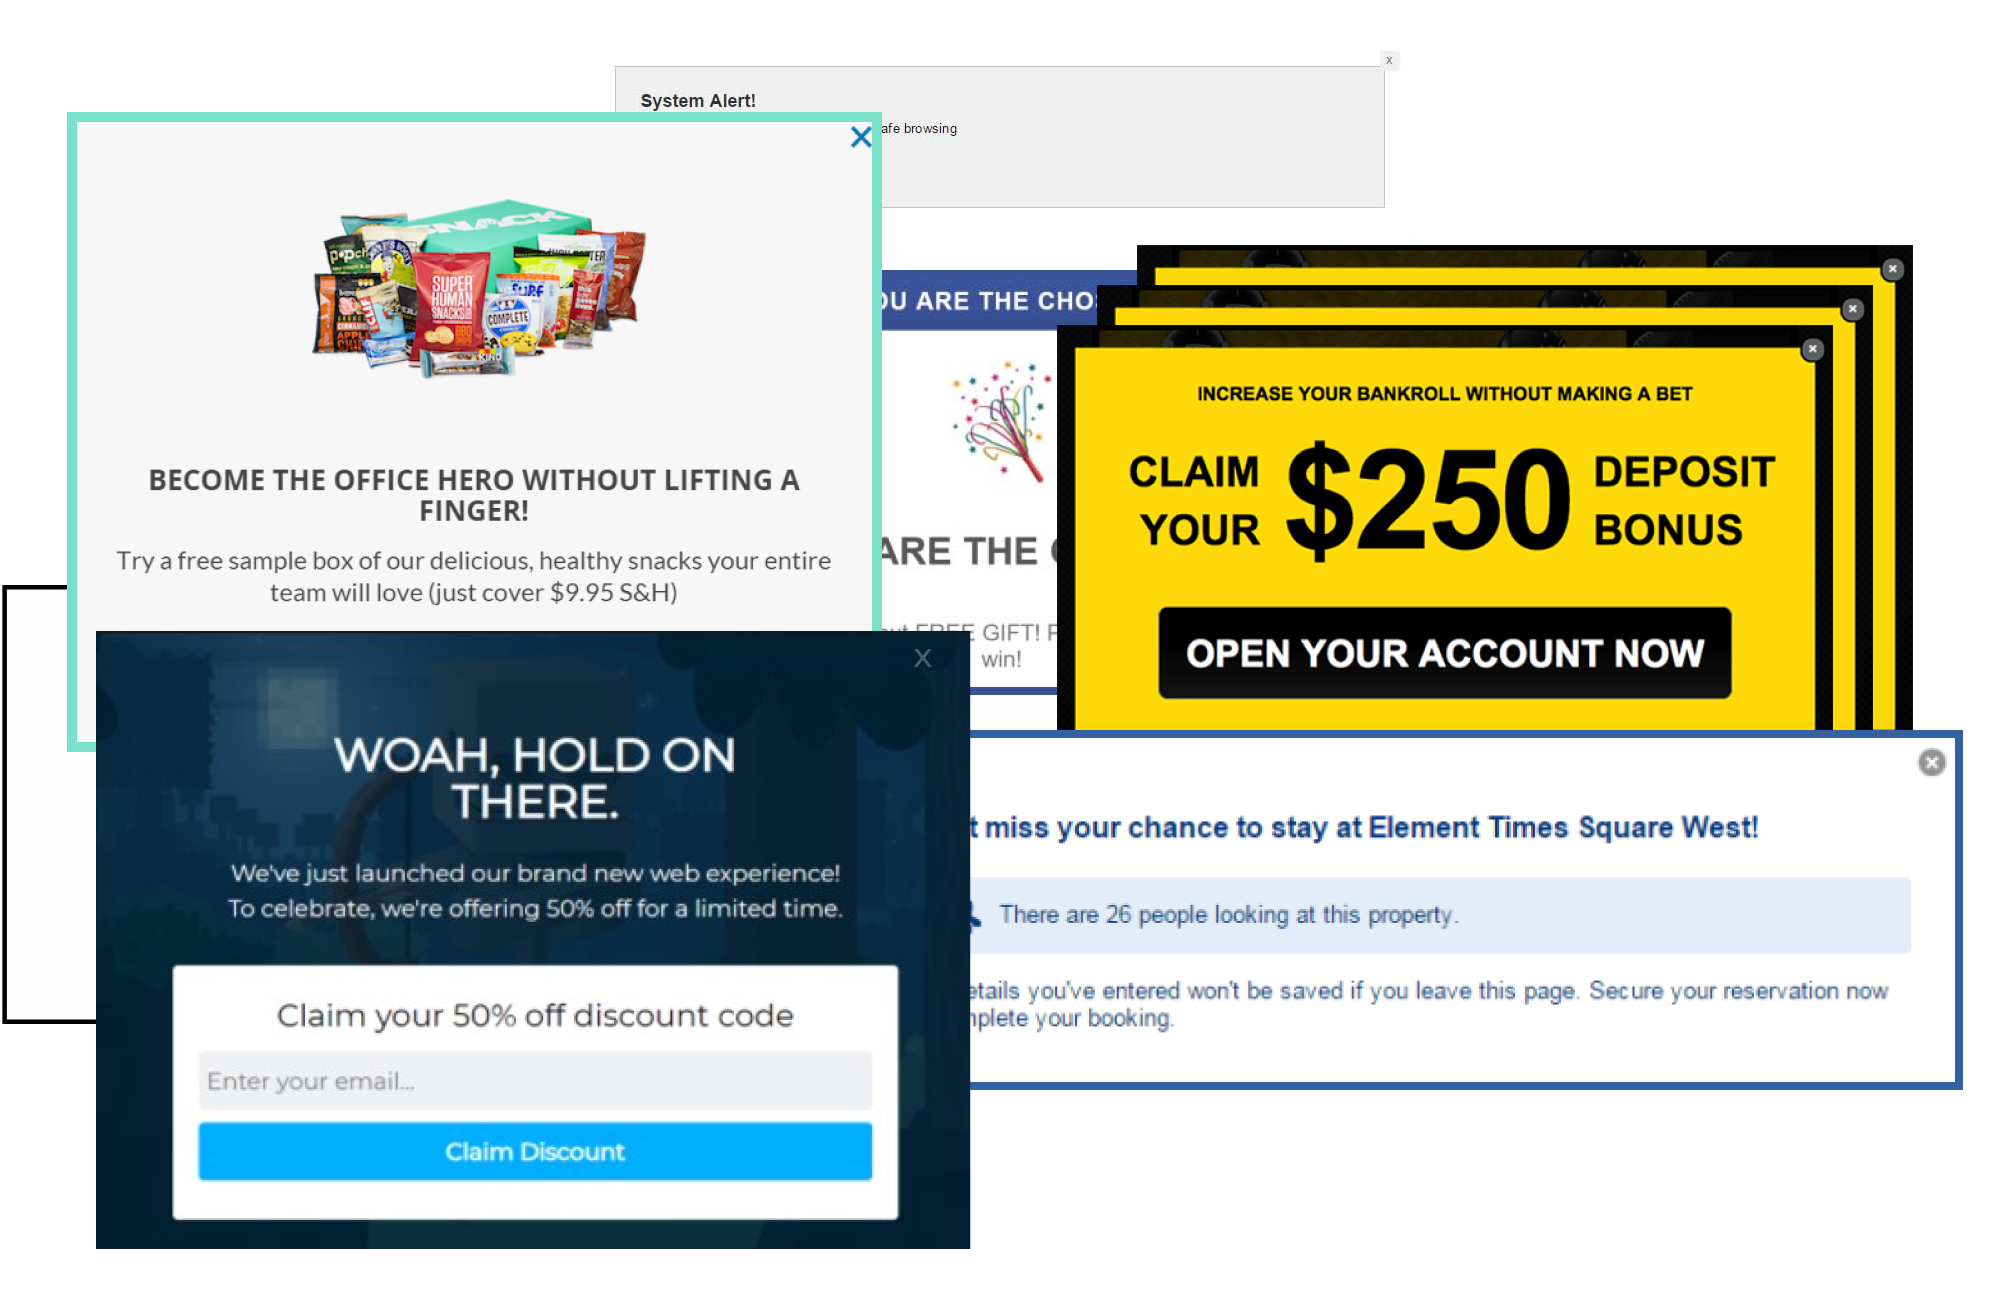 x
System Alert!
afe browsing
SNACK
SUPER
HUMAN
SNACKS
BBQ
COMPLETE
KIND
BECOME THE OFFICE HERO WITHOUT LIFTING A
FINGER!
Try a free sample box of our delicious, healthy snacks your entire
team will love (just cover $9.95 S&H)
OU ARE THE CHO
ARE THE
FREE GIFT! P
win!
INCREASE YOUR BANKROLL WITHOUT MAKING A BET
CLAIM YOUR $250 DEPOSIT BONUS
OPEN YOUR ACCOUNT NOW
X
WOAH, HOLD ON
THERE.
We've just launched our brand new web experience!
To celebrate, we're offering 50% off for a limited time.
Claim your 50% off discount code
Enter your email...
Claim Discount
t miss your chance to stay at Element Times Square West!
There are 26 people looking at this property.
etails you've entered won't be saved if you leave this page. Secure your reservation now
nplete your booking.